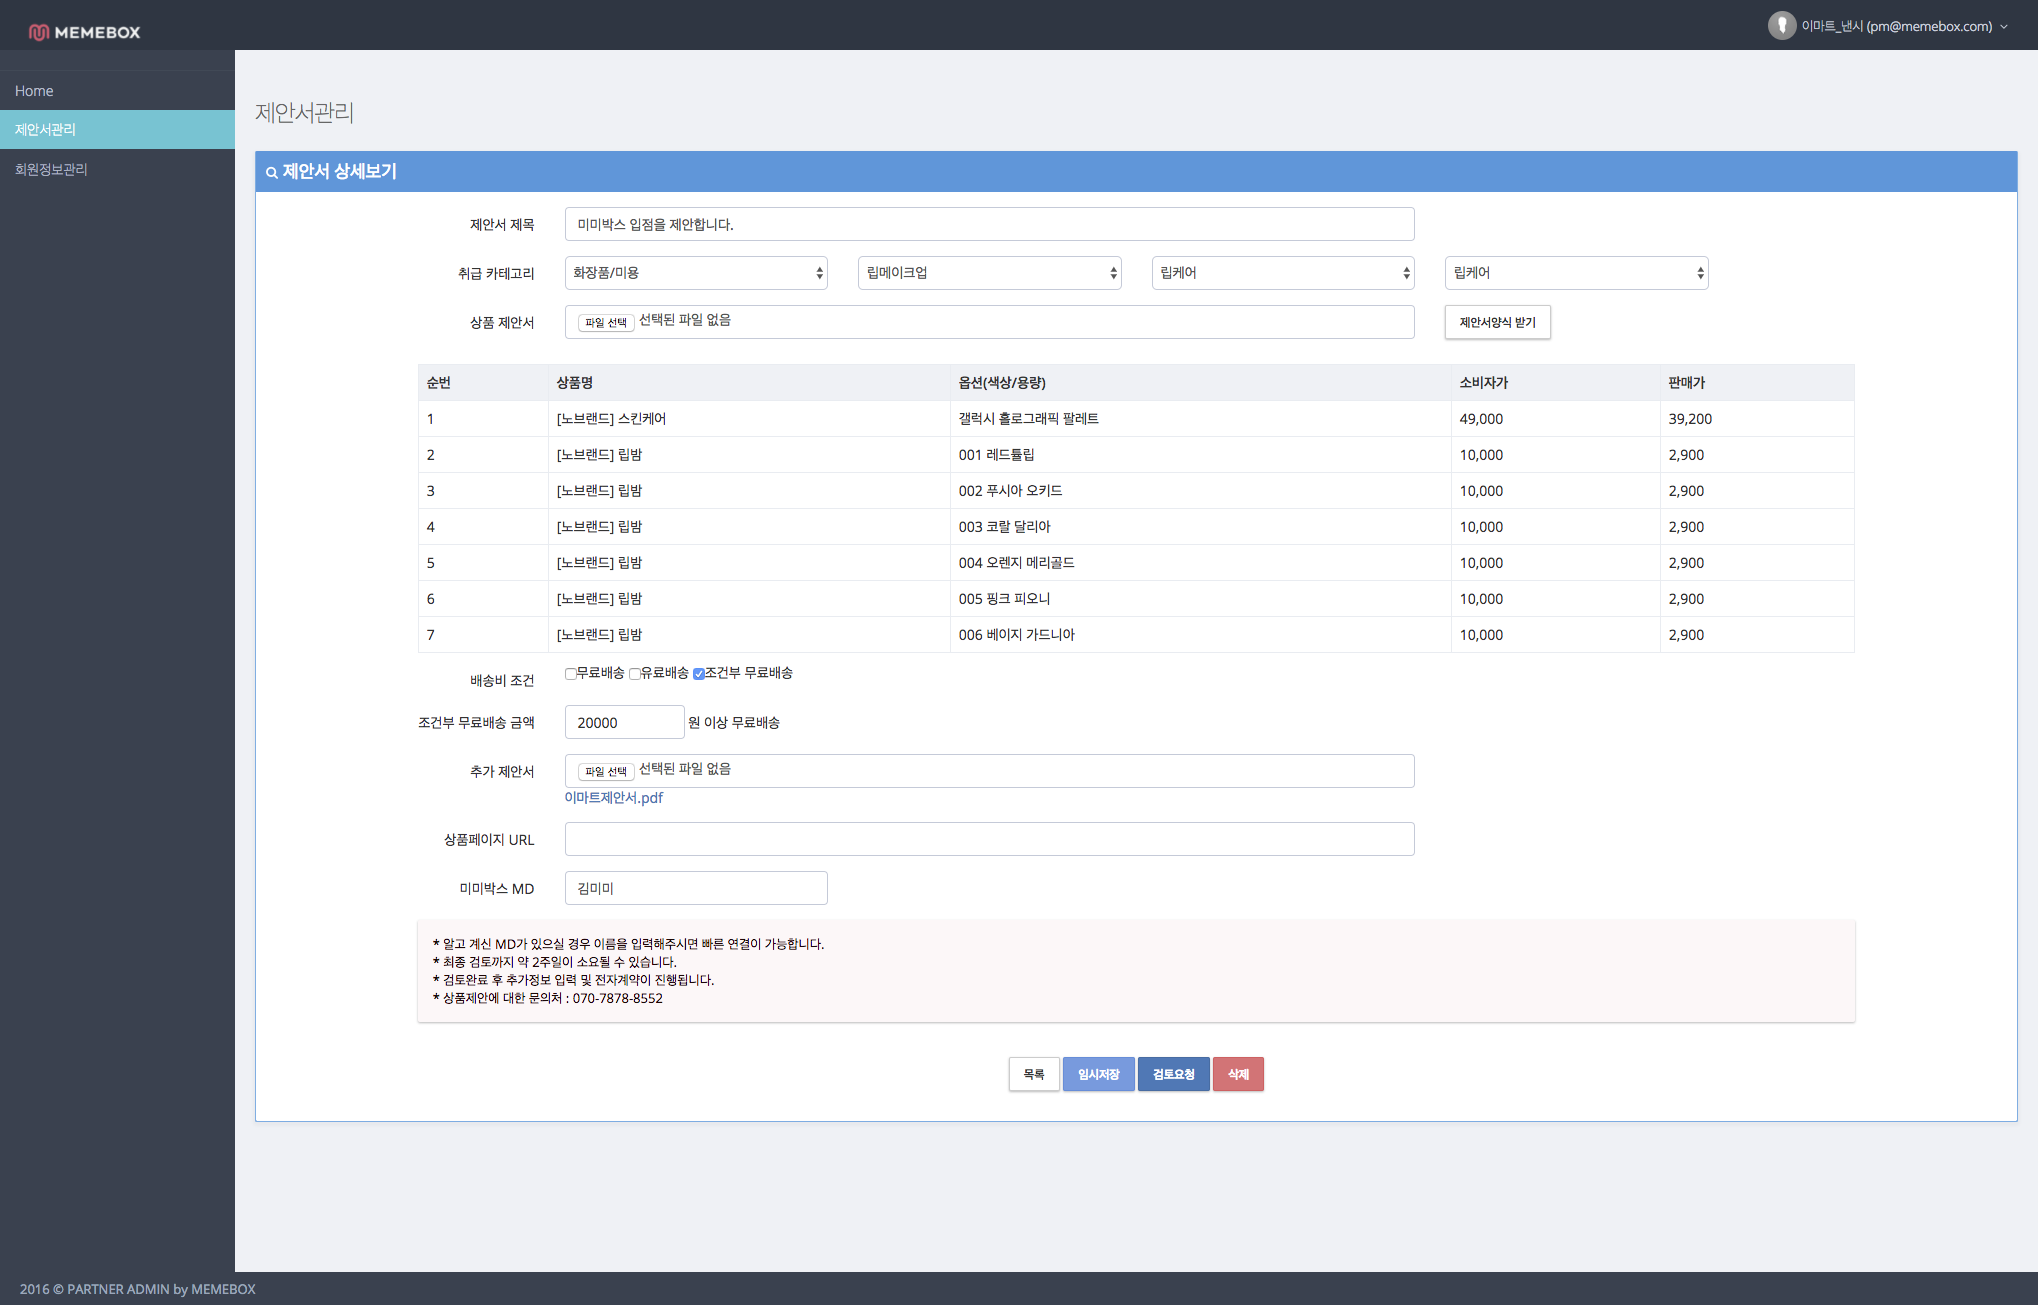 MEMEBOX
이마트_낸시 (pm@memebox.com)
Home
제안서관리
회원정보관리
제안서관리
제안서 상세보기
제안서 제목 미미박스 입점을 제안합니다.
취급 카테고리 화장품/미용 립메이크업 립케어 립케어
상품 제안서 파일 선택 선택된 파일 없음 제안서양식 받기
순번 상품명 옵션(색상/용량) 소비자가 판매가
1 [노브랜드] 스킨케어 갤럭시 홀로그래픽 팔레트 49,000 39,200
2 [노브랜드] 립밤 001 레드튤립 10,000 2,900
3 [노브랜드] 립밤 002 푸시아 오키드 10,000 2,900
4 [노브랜드] 립밤 003 코랄 달리아 10,000 2,900
5 [노브랜드] 립밤 004 오렌지 메리골드 10,000 2,900
6 [노브랜드] 립밤 005 핑크 피오니 10,000 2,900
7 [노브랜드] 립밤 006 베이지 가드니아 10,000 2,900
배송비 조건 무료배송 유료배송 조건부 무료배송
조건부 무료배송 금액 20000 원 이상 무료배송
추가 제안서 파일 선택 선택된 파일 없음
이마트제안서.pdf
상품페이지 URL
미미박스 MD 김미미
* 알고 계신 MD가 있으실 경우 이름을 입력해주시면 빠른 연결이 가능합니다.
* 최종 검토까지 약 2주일이 소요될 수 있습니다.
* 검토완료 후 추가정보 입력 및 전자계약이 진행됩니다.
* 상품제안에 대한 문의처 : 070-7878-8552
목록 임시저장 검토요청 삭제
2016 © PARTNER ADMIN by MEMEBOX